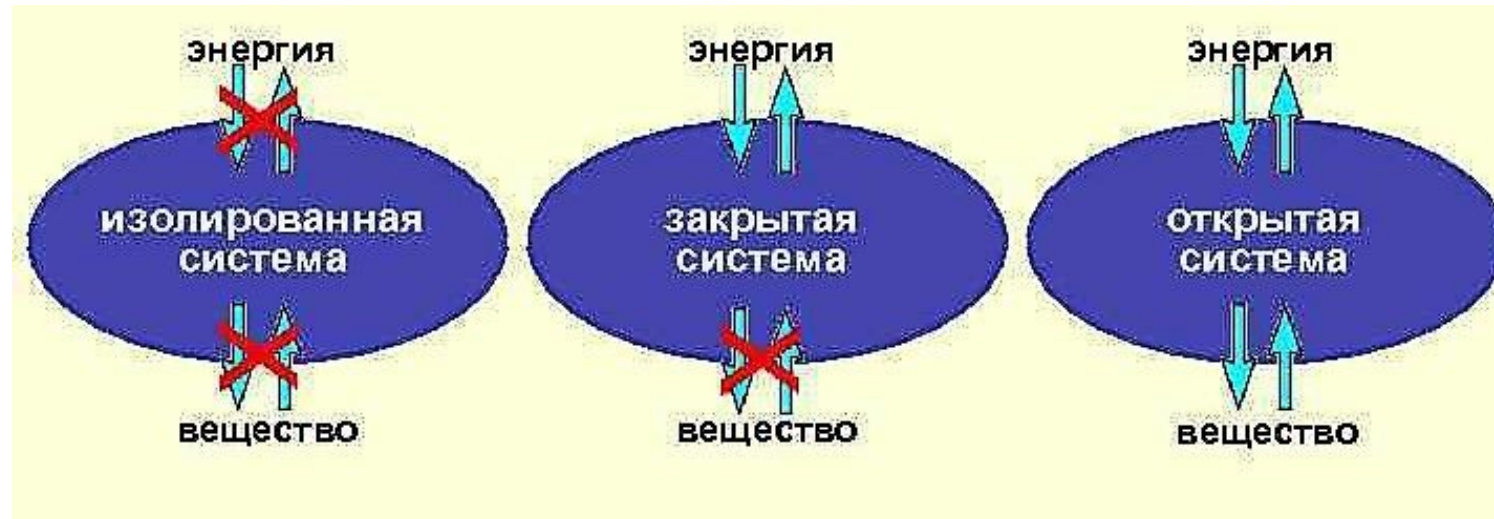 энергия
изолированная
система
вещество
энергия
закрытая
система
вещество
энергия
открытая
система
вещество